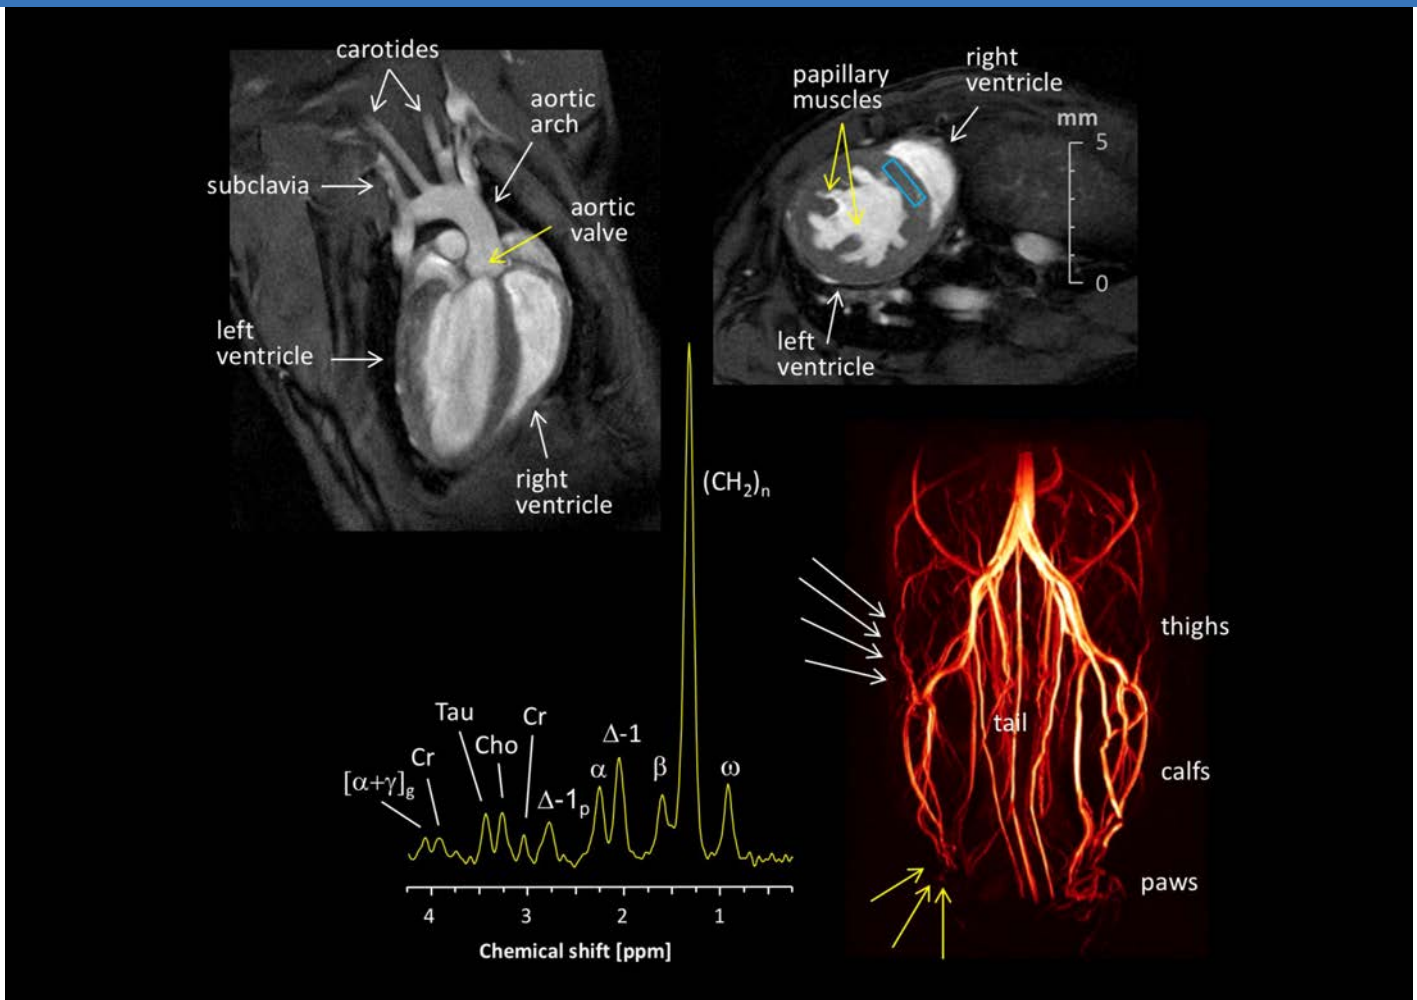 carotides
aortic
arch
subclavia
aortic
valve
left
ventricle
right
ventricle
papillary
muscles
right
ventricle
mm
5
0
left
ventricle
(CH₂)ₙ
Tau
Cr
Cho
Cr
[α+γ]g
Δ-1
Δ-1p
α
β
ω
4 3 2 1
Chemical shift [ppm]
thighs
tail
calfs
paws